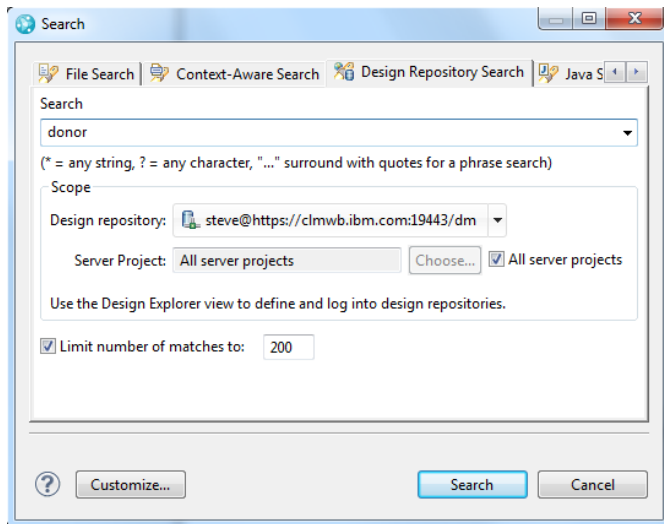 Search
File Search Context-Aware Search Design Repository Search Java S
Search
donor
(* = any string, ? = any character, "..." surround with quotes for a phrase search)
Scope
Design repository: steve@https://clmwb.ibm.com:19443/dm
Server Project: All server projects Choose... All server projects
Use the Design Explorer view to define and log into design repositories.
Limit number of matches to: 200
? Customize... Search Cancel